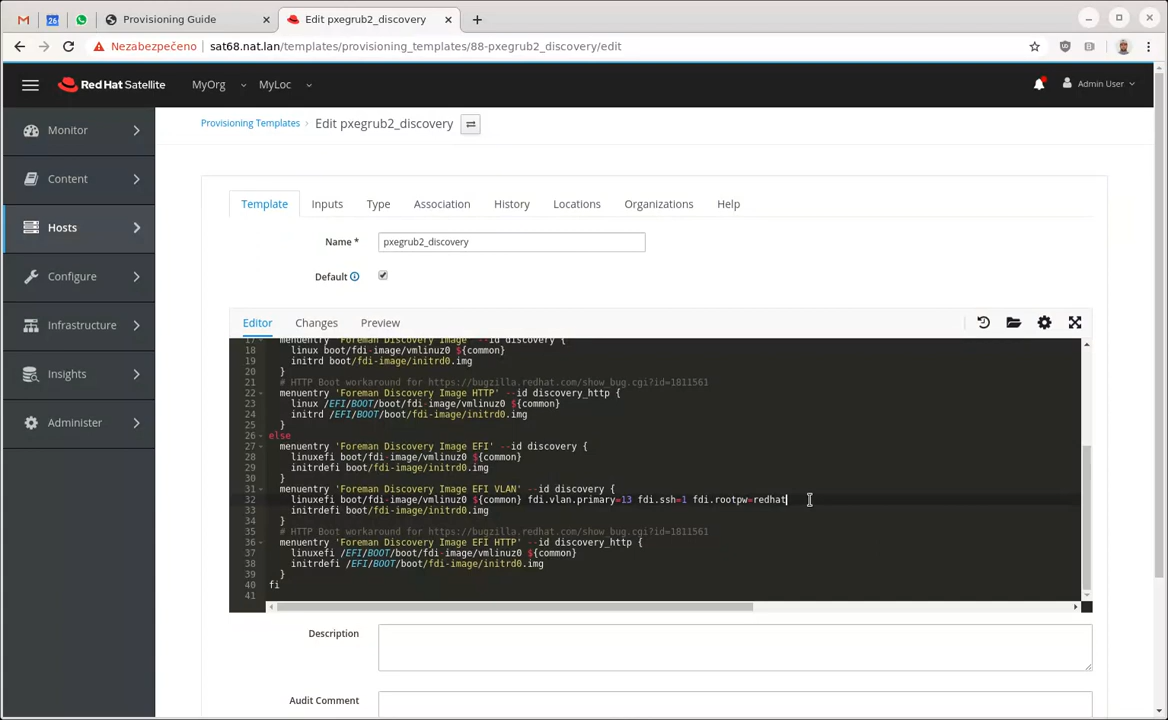 Provisioning Guide
Edit pxegrub2_discovery
Nezabezpečeno
sat68.nat.lan/templates/provisioning_templates/88-pxegrub2_discovery/edit
Red Hat Satellite
MyOrg
MyLoc
Admin User
Monitor
Content
Hosts
Configure
Infrastructure
Insights
Administer
Provisioning Templates › Edit pxegrub2_discovery
Template Inputs Type Association History Locations Organizations Help
Name * pxegrub2_discovery
Default
Editor Changes Preview
17 menuentry 'Foreman Discovery Image' --id discovery {
18 linux boot/fdi-image/vmlinuz0 ${common}
19 initrd boot/fdi-image/initrd0.img
20 }
21 # HTTP Boot workaround for https://bugzilla.redhat.com/show_bug.cgi?id=1811561
22 menuentry 'Foreman Discovery Image HTTP' --id discovery_http {
23 linux /EFI/BOOT/boot/fdi-image/vmlinuz0 ${common}
24 initrd /EFI/BOOT/boot/fdi-image/initrd0.img
25 }
26 else
27 menuentry 'Foreman Discovery Image EFI' --id discovery {
28 linuxefi boot/fdi-image/vmlinuz0 ${common}
29 initrdefi boot/fdi-image/initrd0.img
30 }
31 menuentry 'Foreman Discovery Image EFI VLAN' --id discovery {
32 linuxefi boot/fdi-image/vmlinuz0 ${common} fdi.vlan.primary=13 fdi.ssh=1 fdi.rootpw=redhat
33 initrdefi boot/fdi-image/initrd0.img
34 }
35 # HTTP Boot workaround for https://bugzilla.redhat.com/show_bug.cgi?id=1811561
36 menuentry 'Foreman Discovery Image EFI HTTP' --id discovery_http {
37 linuxefi /EFI/BOOT/boot/fdi-image/vmlinuz0 ${common}
38 initrdefi /EFI/BOOT/boot/fdi-image/initrd0.img
39 }
40 fi
41
Description
Audit Comment